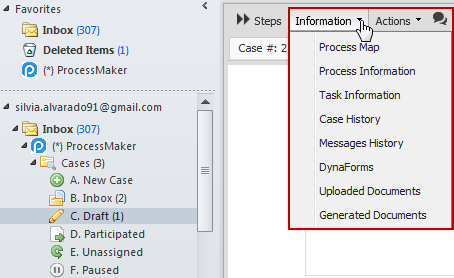 Favorites
Inbox (307)
Deleted Items (1)
(*) ProcessMaker
silvia.alvarado91@gmail.com
Inbox (307)
(*) ProcessMaker
Cases (3)
A. New Case
B. Inbox (2)
C. Draft (1)
D. Participated
E. Unassigned
F. Paused
Steps
Information
Actions
Case #: 2
Process Map
Process Information
Task Information
Case History
Messages History
DynaForms
Uploaded Documents
Generated Documents